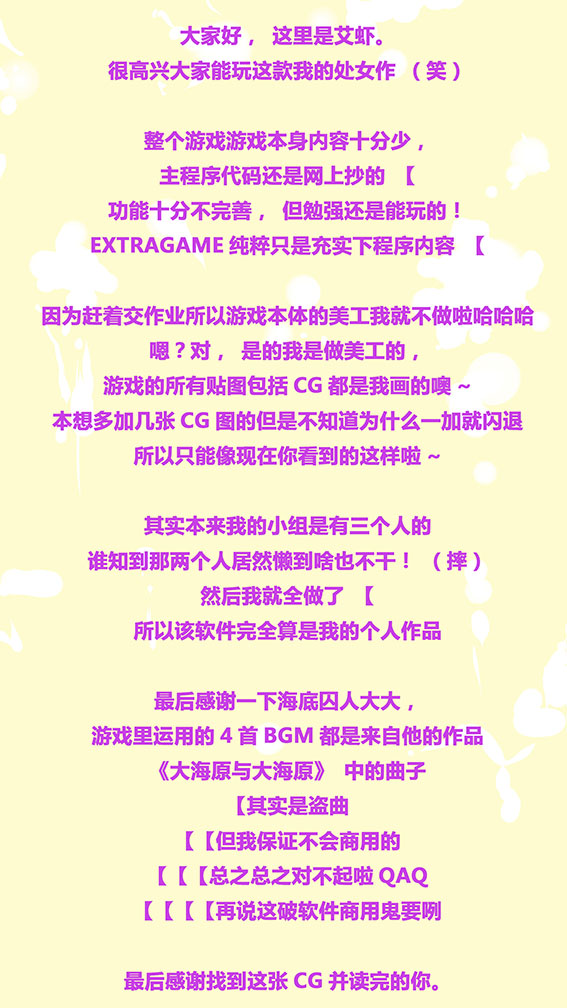 大家好， 这里是艾虾。
很高兴大家能玩这款我的处女作 （笑）
整个游戏游戏本身内容十分少，
主程序代码还是网上抄的 【
功能十分不完善， 但勉强还是能玩的！
EXTRAGAME 纯粹只是充实下程序内容 【
因为赶着交作业所以游戏本体的美工我就不做啦哈哈哈
嗯？对， 是的我是做美工的，
游戏的所有贴图包括 CG 都是我画的噢 ~
本想多加几张 CG 图的但是不知道为什么一加就闪退
所以只能像现在你看到的这样啦 ~
其实本来我的小组是有三个人的
谁知到那两个人居然懒到啥也不干！ （摔）
然后我就全做了 【
所以该软件完全算是我的个人作品
最后感谢一下海底囚人大大，
游戏里运用的 4 首 BGM 都是来自他的作品
《大海原与大海原》 中的曲子
【其实是盗曲
【【但我保证不会商用的
【【【总之总之对不起啦 QAQ
【【【【再说这破软件商用鬼要咧
最后感谢找到这张 CG 并读完的你。